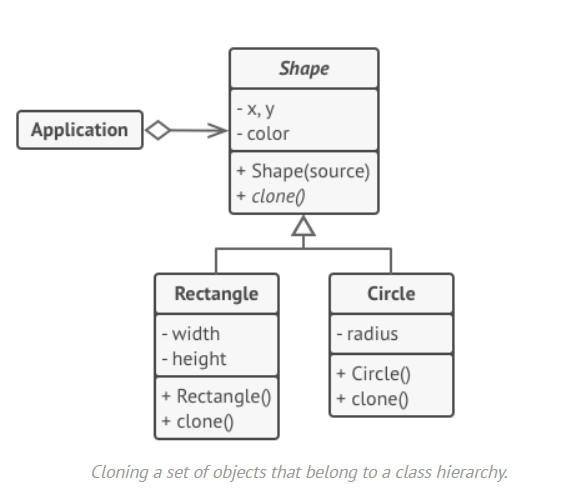 Shape
- x, y
- color
Application
+ Shape(source)
+ clone()
Rectangle
- width
- height
+ Rectangle()
+ clone()
Circle
- radius
+ Circle()
+ clone()
Cloning a set of objects that belong to a class hierarchy.